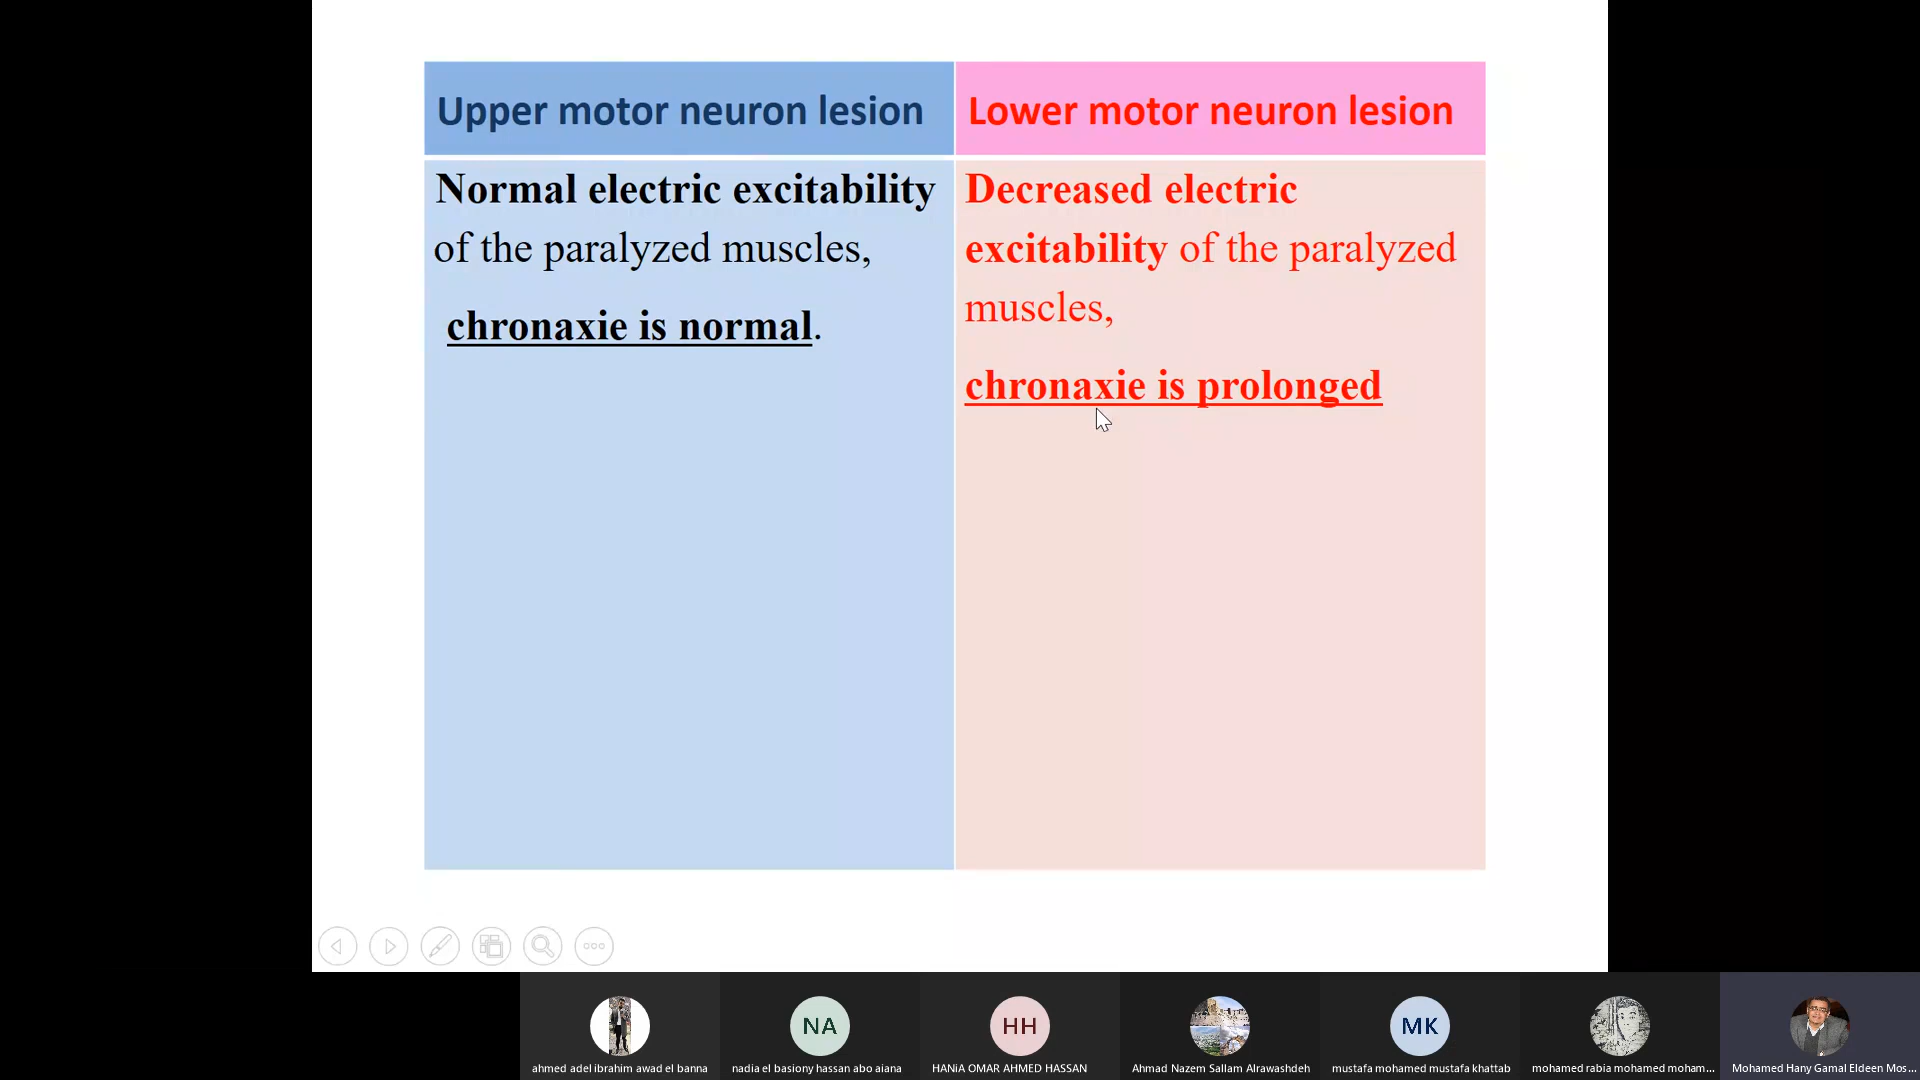 Upper motor neuron lesion
Lower motor neuron lesion
Normal electric excitability
of the paralyzed muscles,
chronaxie is normal.
Decreased electric
excitability of the paralyzed
muscles,
chronaxie is prolonged
NA
HH
MK
ahmed adel ibrahim awad el banna
nadia el basiony hassan abo aiana
HANiA OMAR AHMED HASSAN
Ahmad Nazem Sallam Alrawashdeh
mustafa mohamed mustafa khattab
mohamed rabia mohamed moham...
Mohamed Hany Gamal Eldeen Mos...